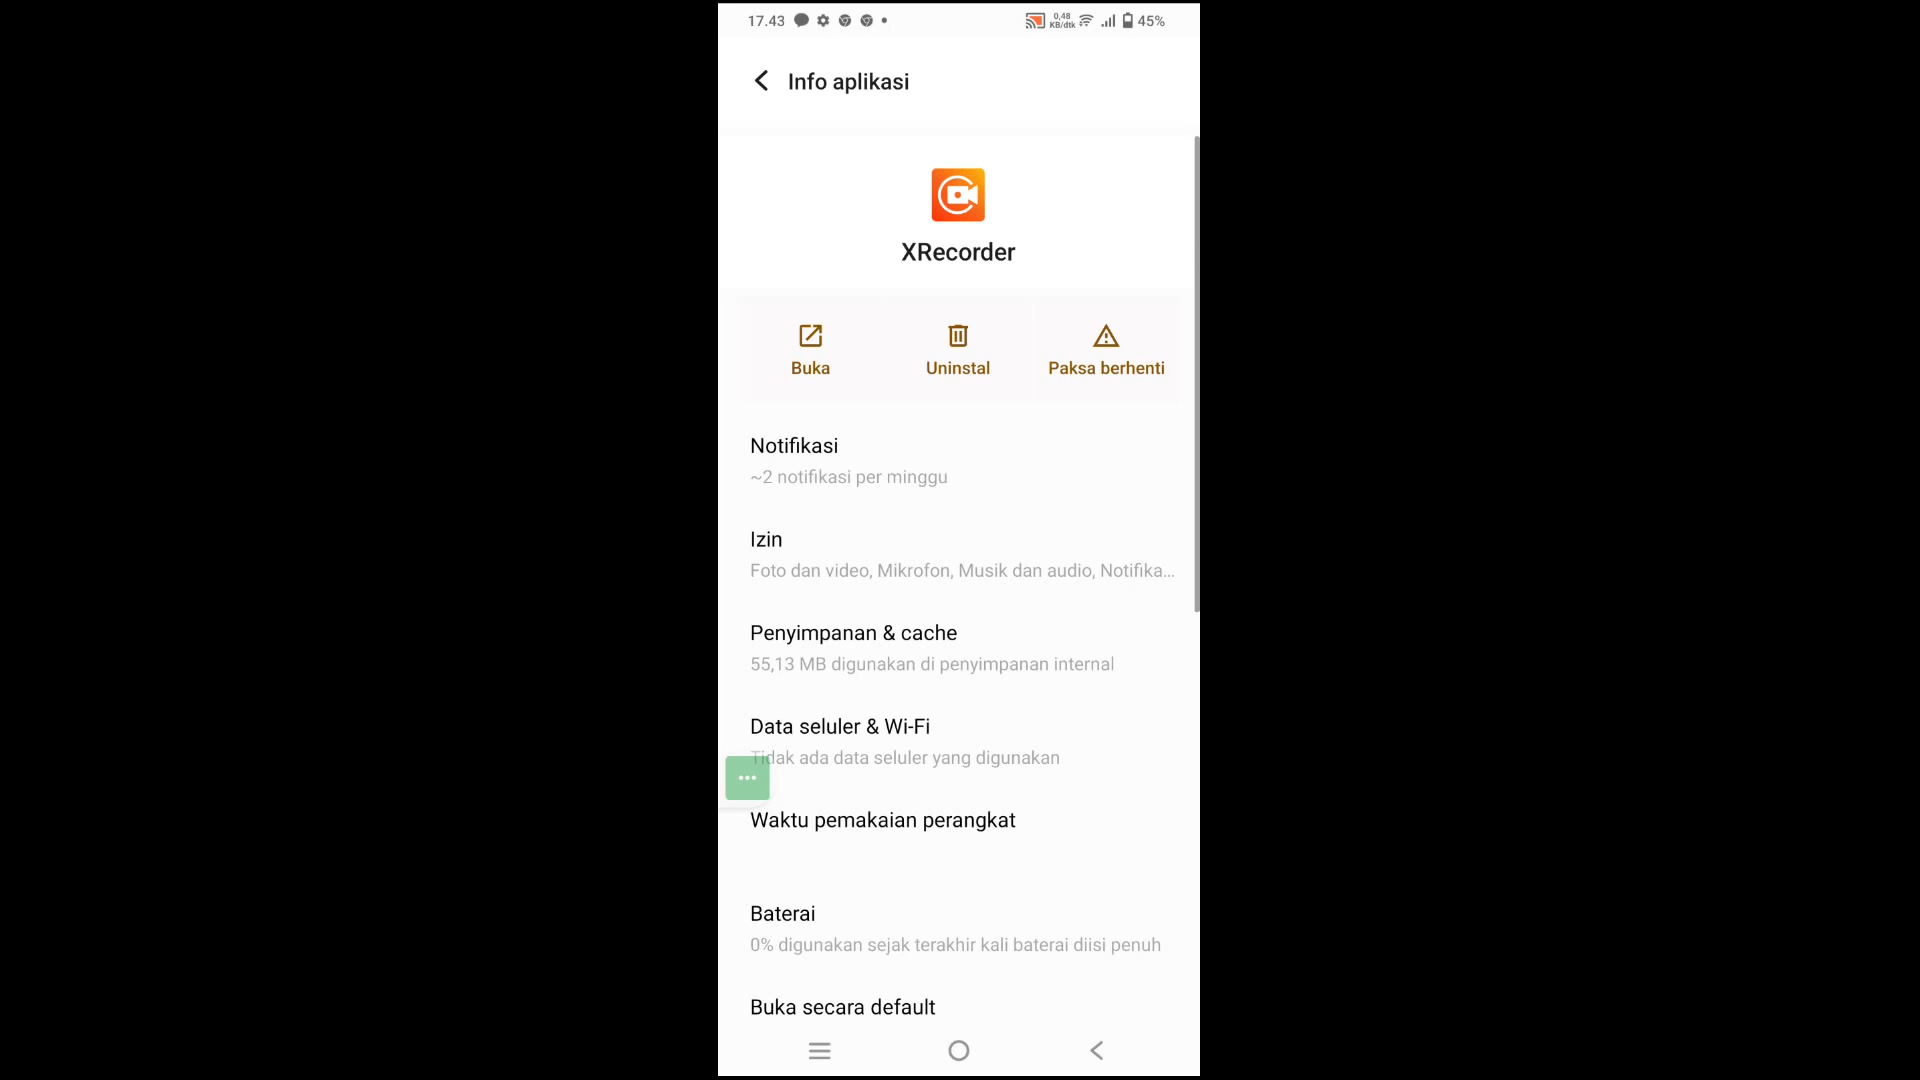 17.43
0,48
KB/dtk
45%
Info aplikasi
XRecorder
Buka
Uninstal
Paksa berhenti
Notifikasi
~2 notifikasi per minggu
Izin
Foto dan video, Mikrofon, Musik dan audio, Notifika...
Penyimpanan & cache
55,13 MB digunakan di penyimpanan internal
Data seluler & Wi-Fi
Tidak ada data seluler yang digunakan
Waktu pemakaian perangkat
Baterai
0% digunakan sejak terakhir kali baterai diisi penuh
Buka secara default